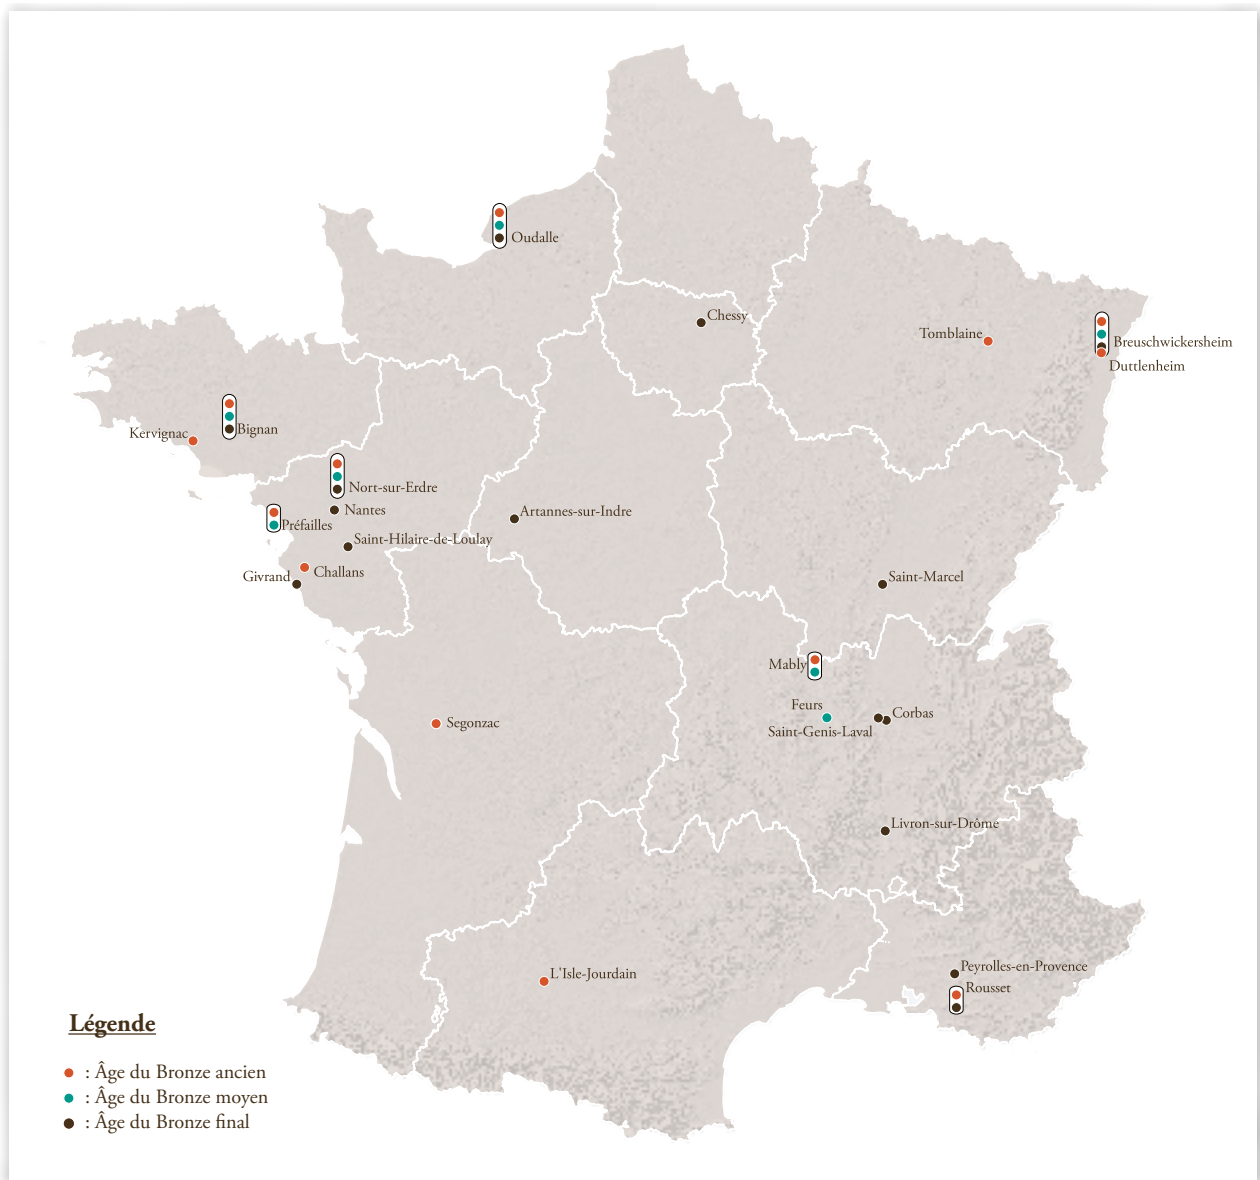 Oudalle
Chessy
Tomblaine
Breuschwickersheim
Duttlenheim
Kervignac
Bignan
Nort-sur-Erdre
Nantes
Artannes-sur-Indre
Préfailles
Saint-Hilaire-de-Loulay
Givrand
Challans
Saint-Marcel
Mably
Feurs
Corbas
Saint-Genis-Laval
Segonzac
Livron-sur-Drôme
L'Isle-Jourdain
Peyrolles-en-Provence
Rousset
Légende
: Âge du Bronze ancien
: Âge du Bronze moyen
: Âge du Bronze final